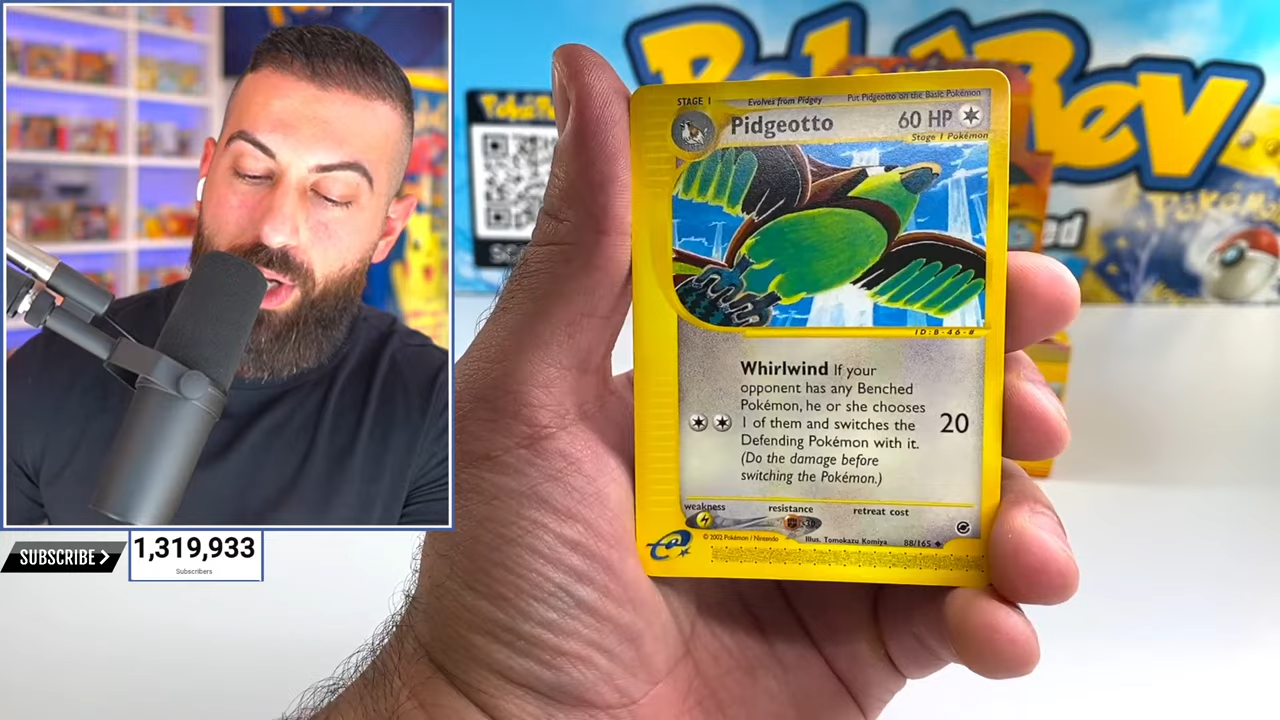 PokéRev
STAGE 1
Evolves from Pidgey
Put Pidgeotto on the Basic Pokémon
Pidgeotto
60 HP
Stage 1 Pokémon
ID:B-46-#
Whirlwind If your
opponent has any Benched
Pokémon, he or she chooses
1 of them and switches the
Defending Pokémon with it.
(Do the damage before
switching the Pokémon.)
20
weakness
resistance
retreat cost
© 2002 Pokémon / Nintendo
Illus. Tomokazu Komiya
88/165
e
SUBSCRIBE
1,319,933
Subscribers